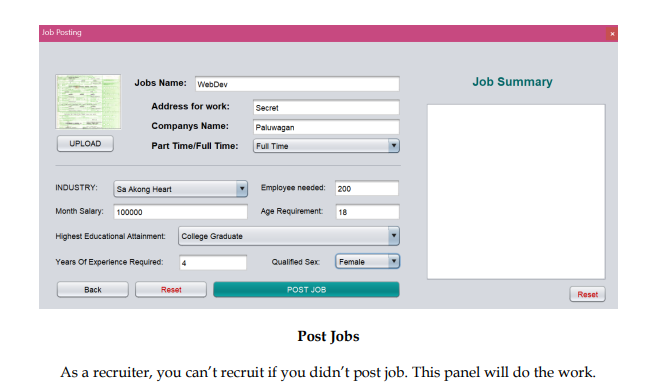 Job Posting
x
Jobs Name: WebDev
Job Summary
Address for work: Secret
Companys Name: Paluwagan
UPLOAD
Part Time/Full Time: Full Time
INDUSTRY: Sa Akong Heart Employee needed: 200
Month Salary: 100000 Age Requirement: 18
Highest Educational Attainment: College Graduate
Years Of Experience Required: 4 Qualified Sex: Female
Back Reset POST JOB
Reset
Post Jobs
As a recruiter, you can’t recruit if you didn’t post job. This panel will do the work.